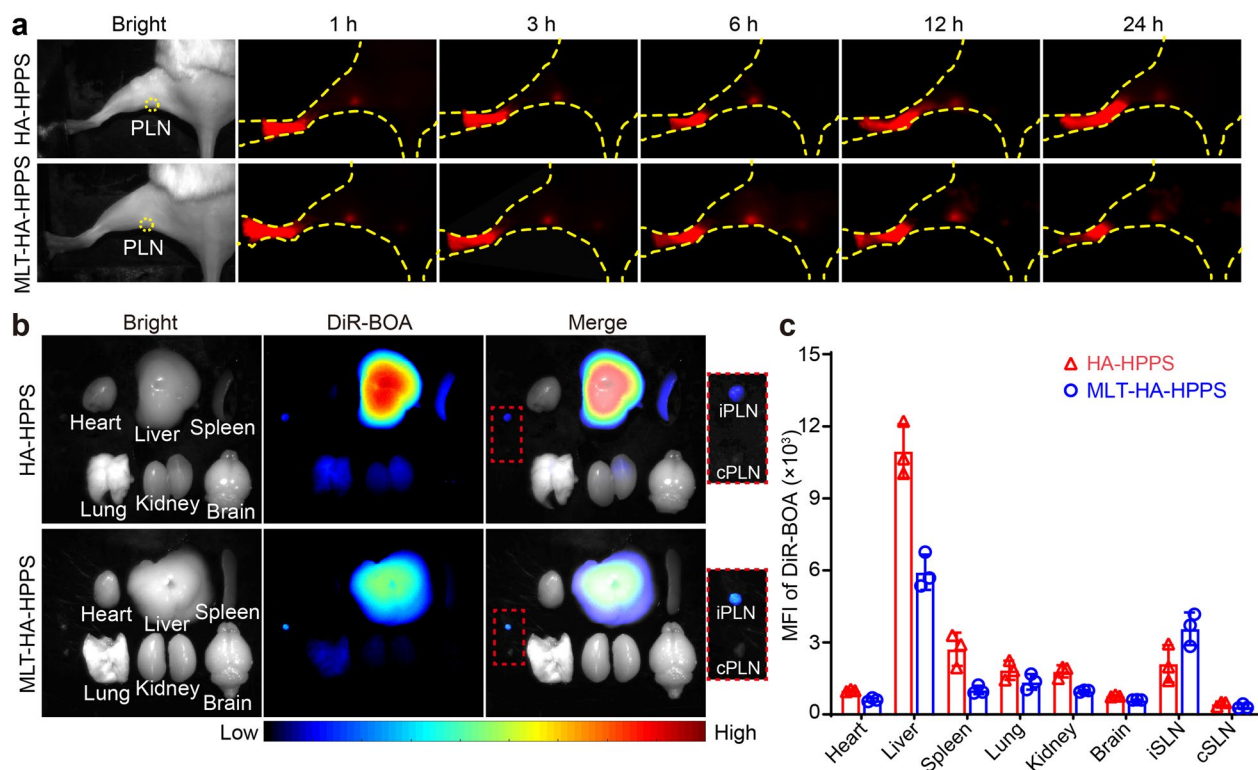 a
Bright
1 h
3 h
6 h
12 h
24 h
HA-HPPS
PLN
MLT-HA-HPPS
PLN
b
Bright
DiR-BOA
Merge
HA-HPPS
Heart
Liver
Spleen
Lung
Kidney
Brain
iPLN
cPLN
MLT-HA-HPPS
Heart
Liver
Spleen
Lung
Kidney
Brain
iPLN
cPLN
Low
High
c
MFI of DiR-BOA (×10³)
15
12
9
6
3
0
HA-HPPS
MLT-HA-HPPS
Heart
Liver
Spleen
Lung
Kidney
Brain
iSLN
cSLN